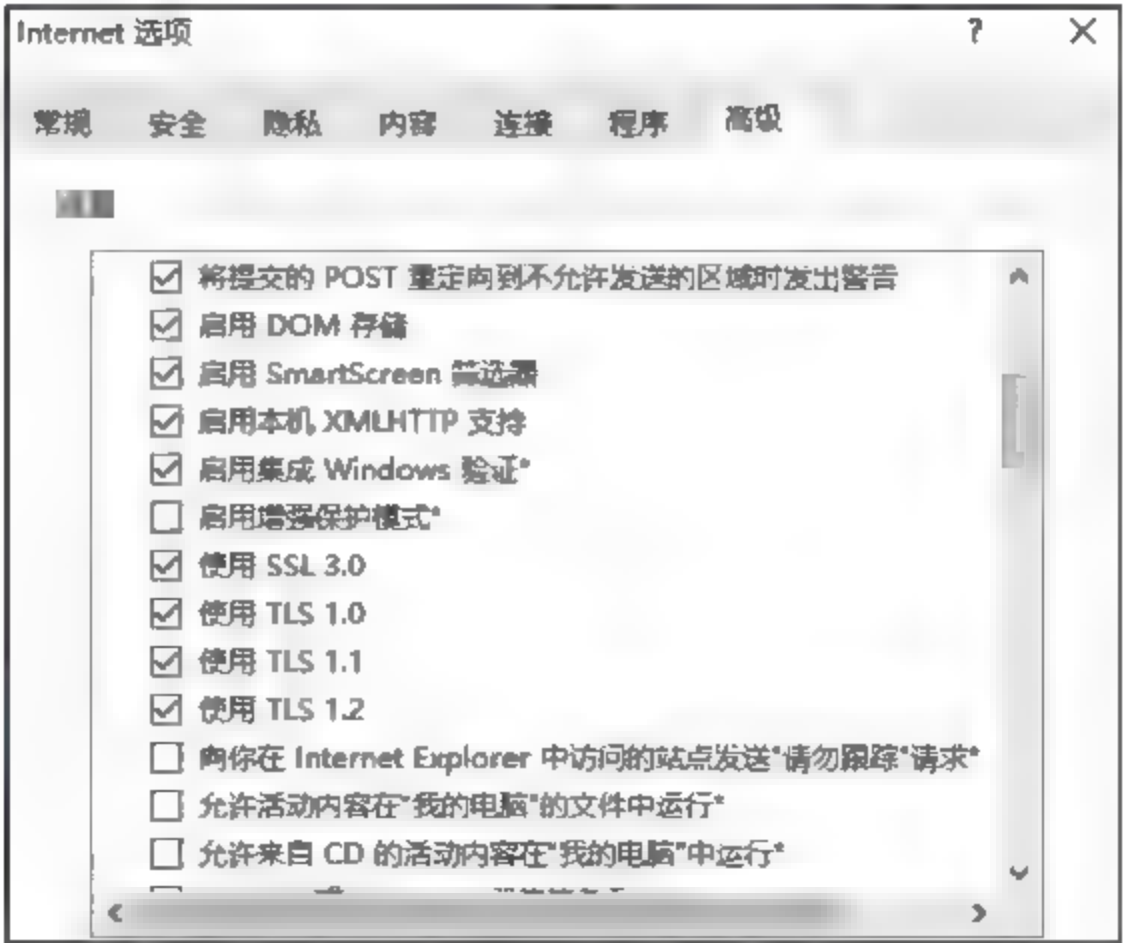 Internet 选项
?
常规 安全 隐私 内容 连接 程序 高级
将提交的 POST 重定向到不允许发送的区域时发出警告
启用 DOM 存储
启用 SmartScreen 筛选器
启用本机 XMLHTTP 支持
启用集成 Windows 验证*
启用增强保护模式*
使用 SSL 3.0
使用 TLS 1.0
使用 TLS 1.1
使用 TLS 1.2
向你在 Internet Explorer 中访问的站点发送"请勿跟踪"请求*
允许活动内容在"我的电脑"的文件中运行*
允许来自 CD 的活动内容在"我的电脑"中运行*